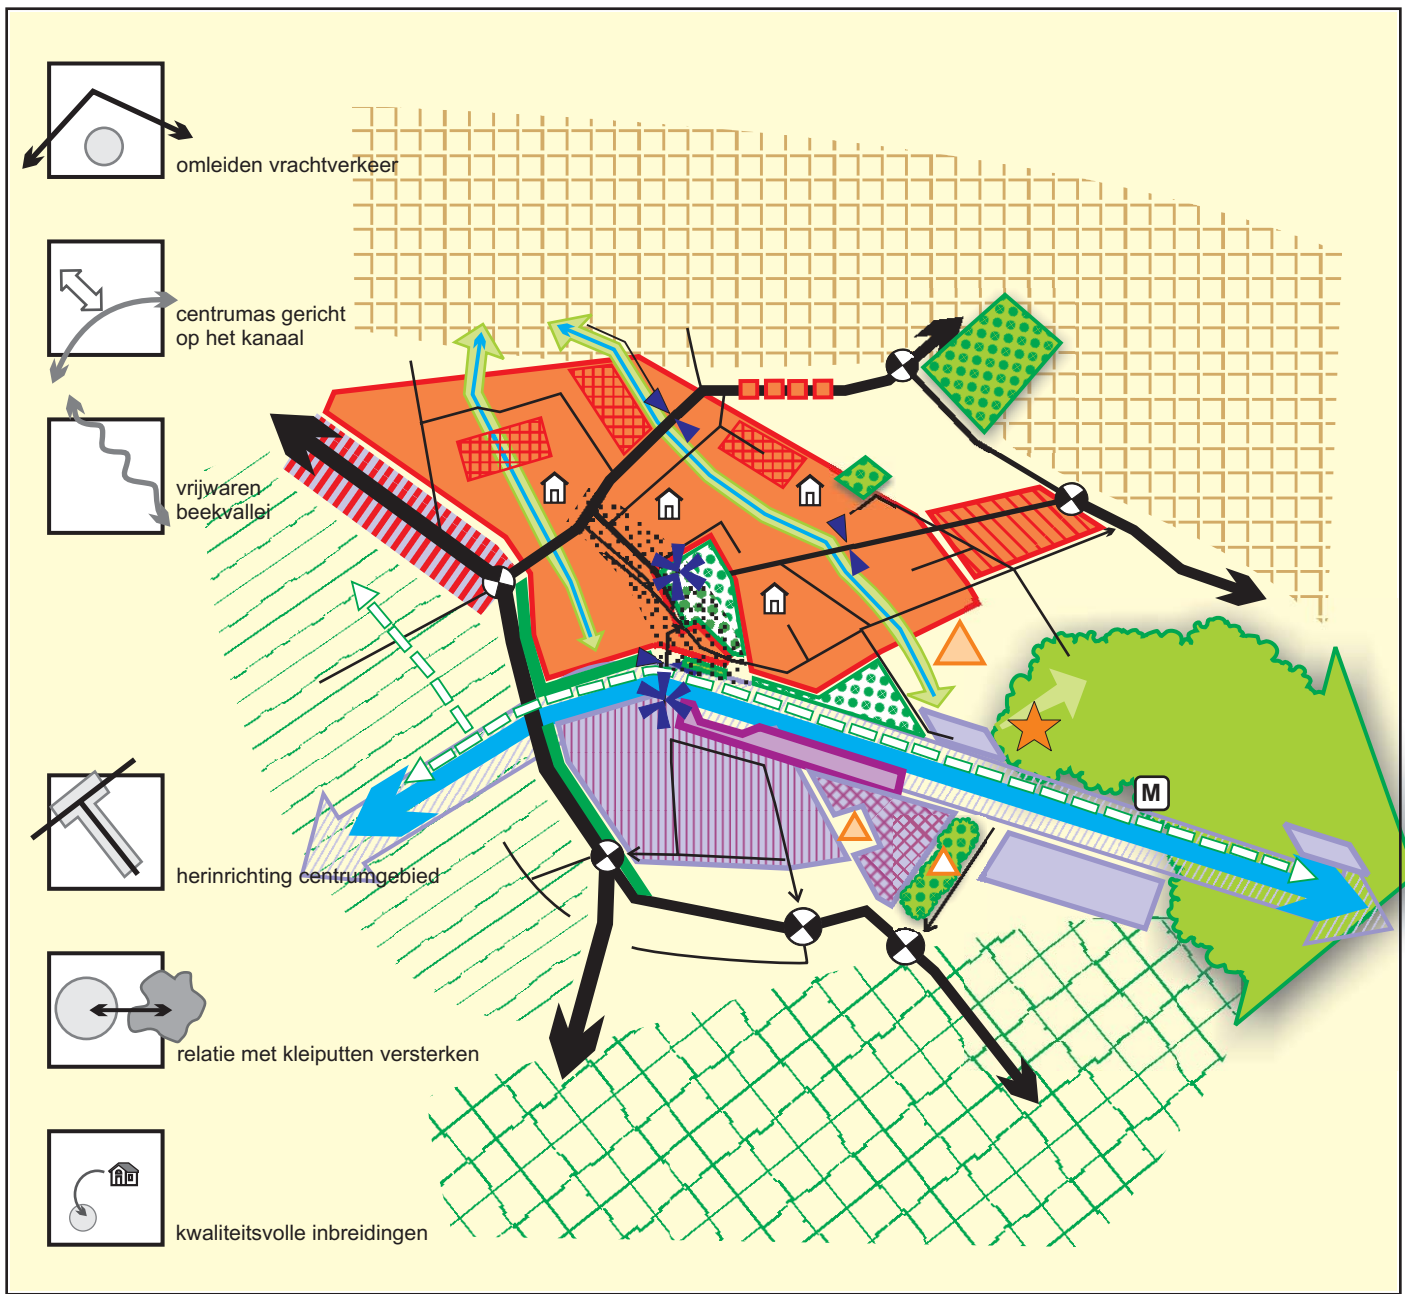 omleiden vrachtverkeer
centrumas gericht
op het kanaal
vrijwaren
beekvallei
herinrichting centrumgebied
relatie met kleiputten versterken
kwaliteitsvolle inbreidingen
M